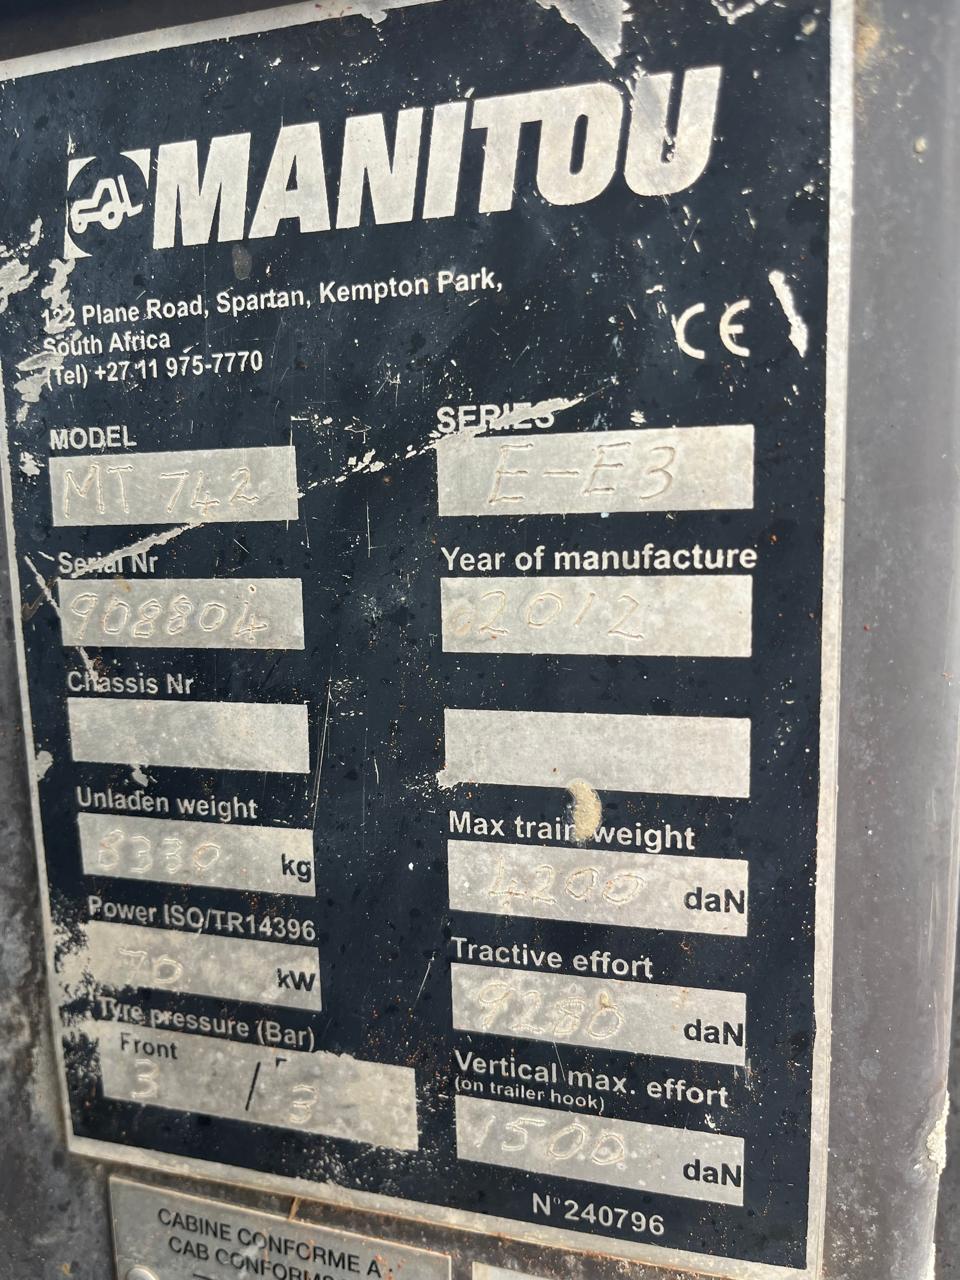 MANITOU
122 Plane Road, Spartan, Kempton Park,
South Africa
(Tel) +27 11 975-7770
CE
MODEL
MT 742
SERIES
E-E3
Serial Nr
908804
Year of manufacture
2012
Chassis Nr
Unladen weight
8330 kg
Max train weight
4200 daN
Power ISO/TR14396
70 kW
Tractive effort
9280 daN
Tyre pressure (Bar)
Front
3 / 3
Vertical max. effort
(on trailer hook)
1500 daN
N°240796
CABINE CONFORME A
CAB CONFORMS